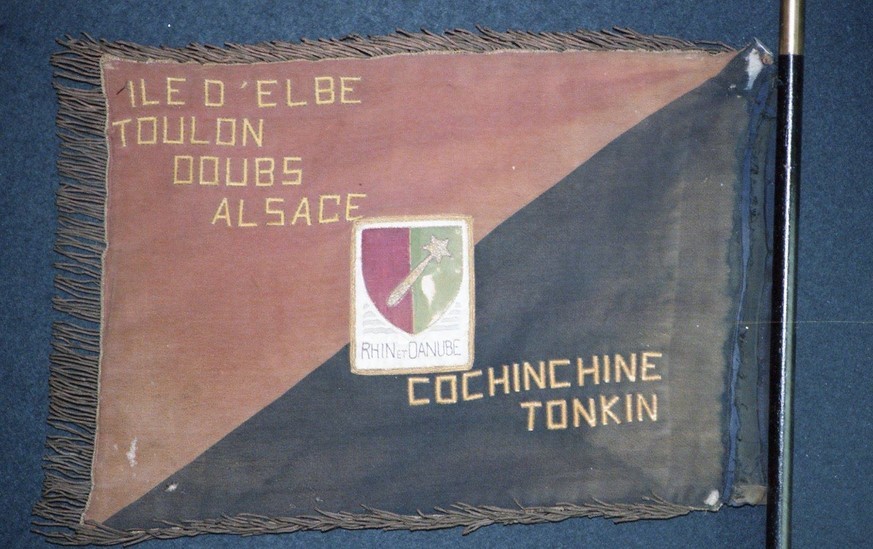 ILE D'ELBE
TOULON
DOUBS
ALSACE
RHIN ET DANUBE
COCHINCHINE
TONKIN